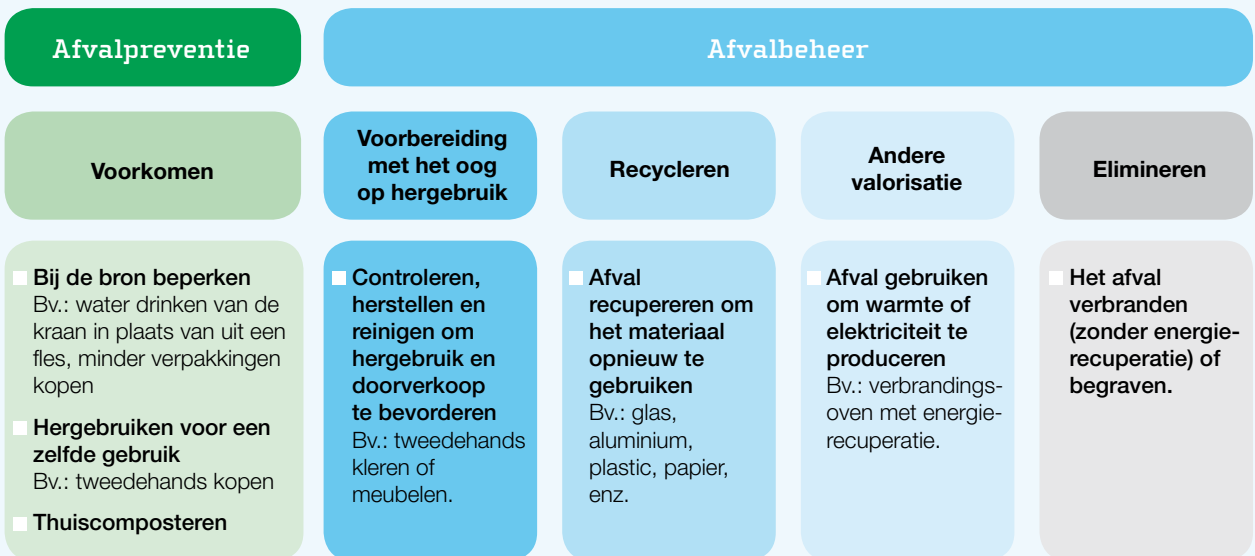 Afvalpreventie
Afvalbeheer
Voorkomen
Voorbereiding
met het oog
op hergebruik
Recycleren
Andere
valorisatie
Elimineren
Bij de bron beperken
Bv.: water drinken van de
kraan in plaats van uit een
fles, minder verpakkingen
kopen
Hergebruiken voor een
zelfde gebruik
Bv.: tweedehands kopen
Thuiscomposteren
Controleren,
herstellen en
reinigen om
hergebruik en
doorverkoop
te bevorderen
Bv.: tweedehands
kleren of
meubelen.
Afval
recupereren om
het materiaal
opnieuw te
gebruiken
Bv.: glas,
aluminium,
plastic, papier,
enz.
Afval gebruiken
om warmte of
elektriciteit te
produceren
Bv.: verbrandings-
oven met energie-
recuperatie.
Het afval
verbranden
(zonder energie-
recuperatie) of
begraven.